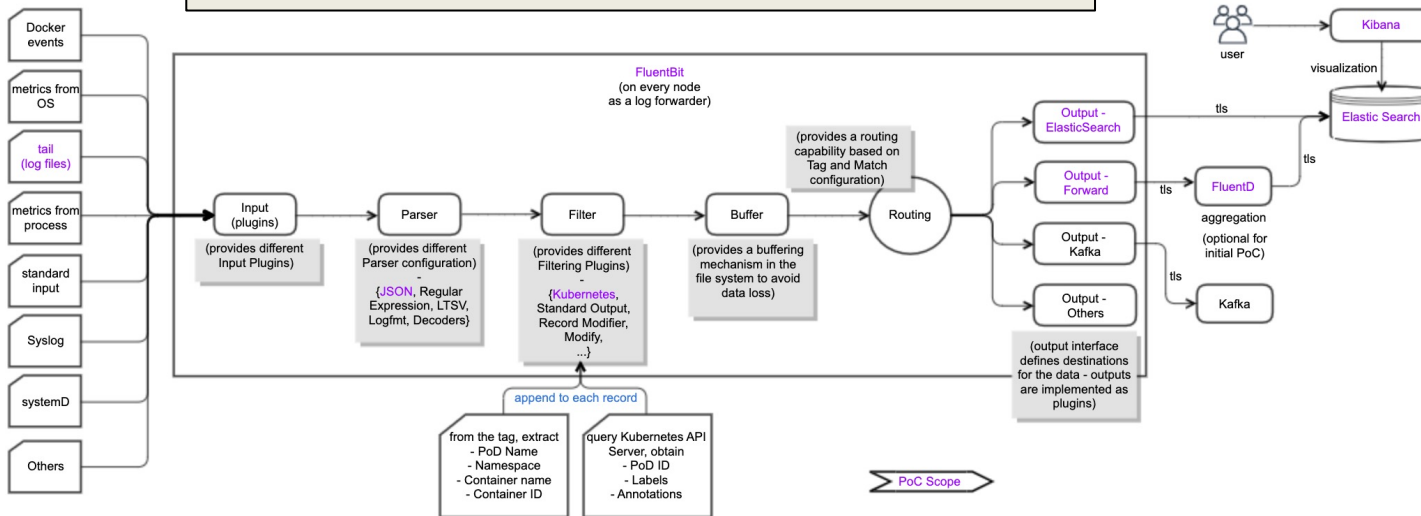 Docker
events
metrics from
OS
tail
(log files)
metrics from
process
standard
input
Syslog
systemD
Others
FluentBit
(on every node
as a log forwarder)
Input
(plugins)
(provides different
Input Plugins)
Parser
(provides different
Parser configuration)
-
{JSON, Regular
Expression, LTSV,
Logfmt, Decoders}
Filter
(provides different
Filtering Plugins)
-
{Kubernetes,
Standard Output,
Record Modifier,
Modify,
...}
append to each record
from the tag, extract
- PoD Name
- Namespace
- Container name
- Container ID
query Kubernetes API
Server, obtain
- PoD ID
- Labels
- Annotations
Buffer
(provides a buffering
mechanism in the
file system to avoid
data loss)
(provides a routing
capability based on
Tag and Match
configuration)
Routing
Output -
ElasticSearch
Output -
Forward
Output -
Kafka
Output -
Others
(output interface
defines destinations
for the data - outputs
are implemented as
plugins)
tls
tls
tls
tls
FluentD
aggregation
(optional for
initial PoC)
Kafka
user
Kibana
visualization
Elastic Search
PoC Scope